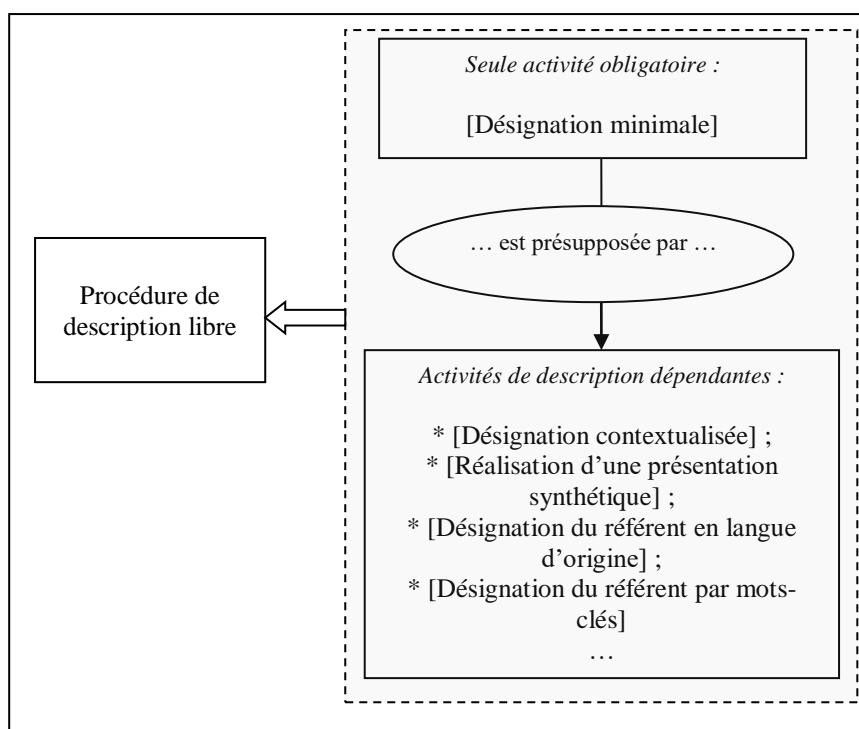 Seule activité obligatoire :
[Désignation minimale]
… est présupposée par …
Procédure de
description libre
Activités de description dépendantes :
* [Désignation contextualisée] ;
* [Réalisation d’une présentation
synthétique] ;
* [Désignation du référent en langue
d’origine] ;
* [Désignation du référent par mots-
clés]
…